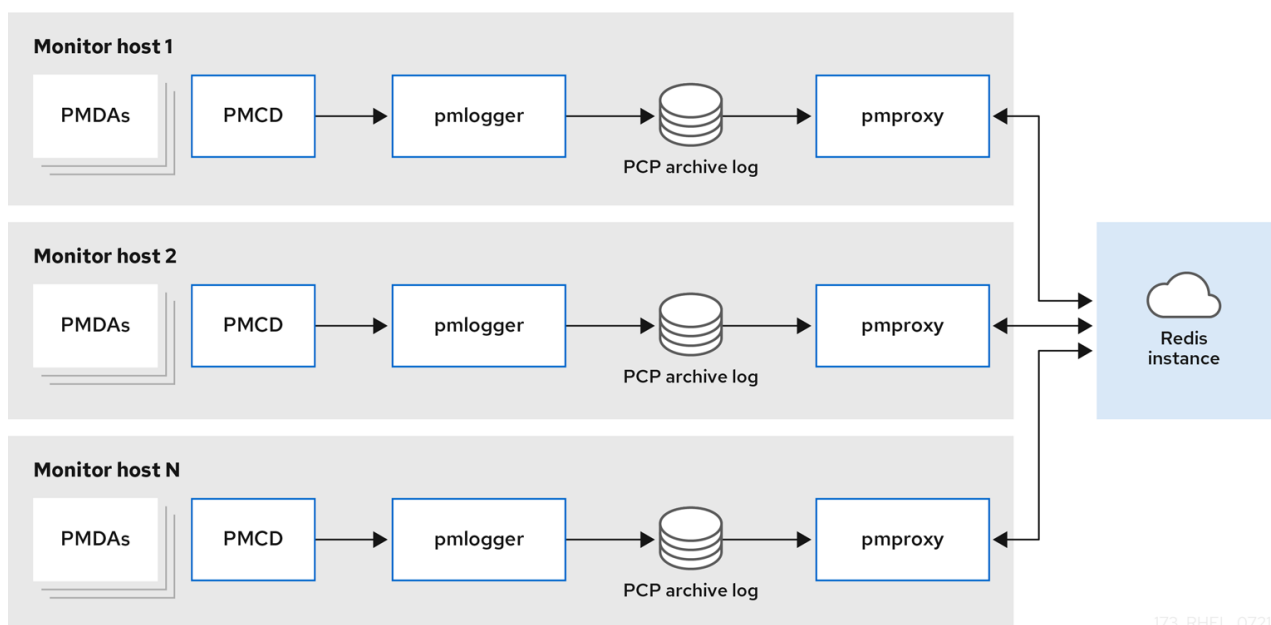 Monitor host 1
PMDAs
PMCD
pmlogger
PCP archive log
pmproxy
Monitor host 2
PMDAs
PMCD
pmlogger
PCP archive log
pmproxy
Redis
instance
Monitor host N
PMDAs
PMCD
pmlogger
PCP archive log
pmproxy
173_RHEL_0721